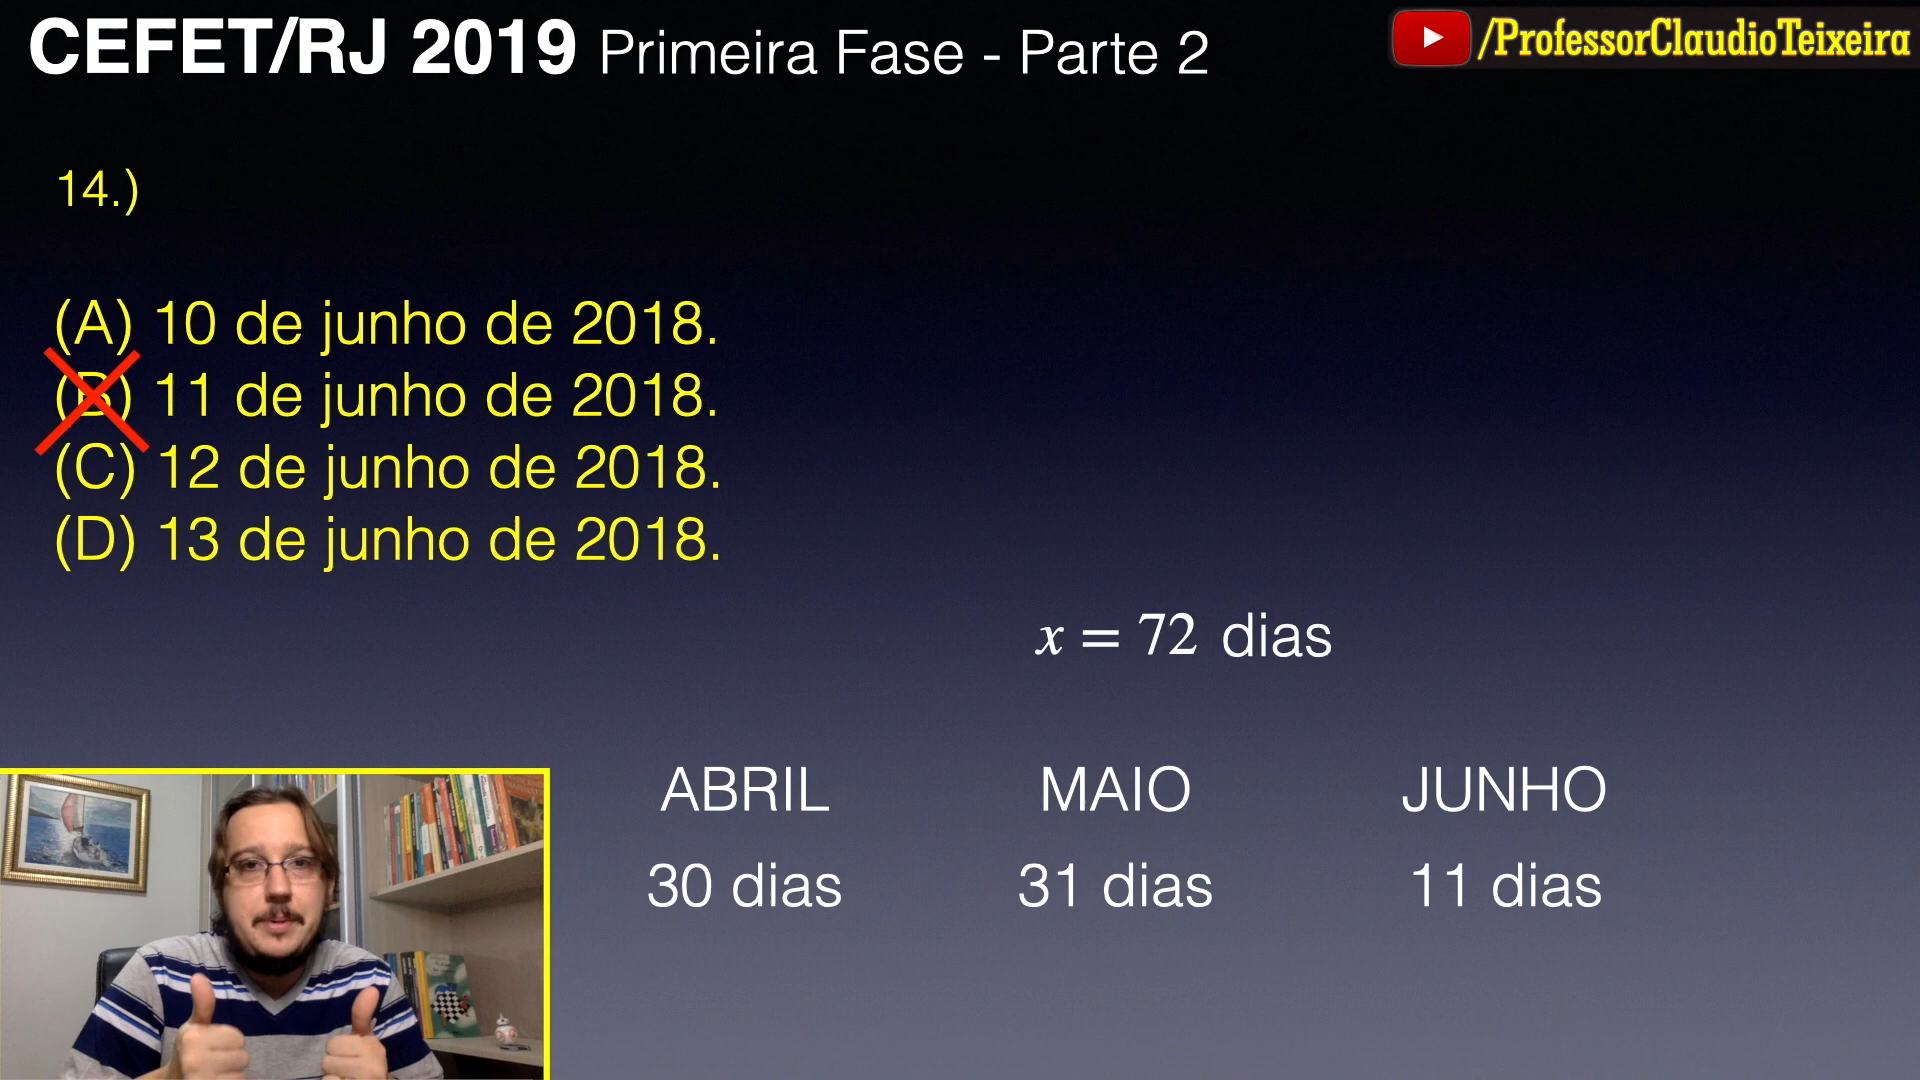 CEFET/RJ 2019 Primeira Fase - Parte 2
/ProfessorClaudioTeixeira
14.)
(A) 10 de junho de 2018.
(B) 11 de junho de 2018.
(C) 12 de junho de 2018.
(D) 13 de junho de 2018.
x = 72 dias
ABRIL MAIO JUNHO
30 dias 31 dias 11 dias